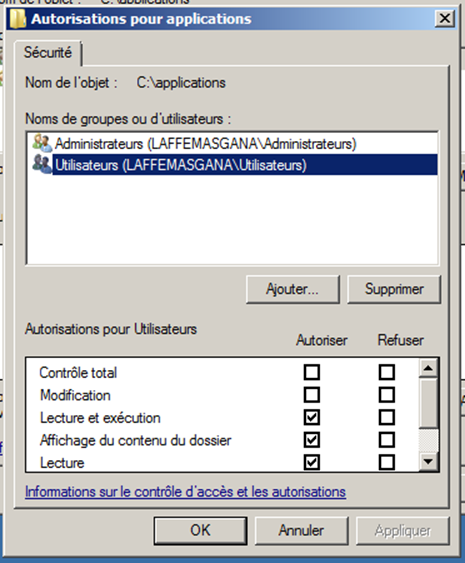 Autorisations pour applications
Sécurité
Nom de l'objet : C:\applications
Noms de groupes ou d'utilisateurs :
Administrateurs (LAFFEMASGANA\Administrateurs)
Utilisateurs (LAFFEMASGANA\Utilisateurs)
Ajouter... Supprimer
Autorisations pour Utilisateurs Autoriser Refuser
Contrôle total
Modification
Lecture et exécution
Affichage du contenu du dossier
Lecture
Informations sur le contrôle d'accès et les autorisations
OK Annuler Appliquer